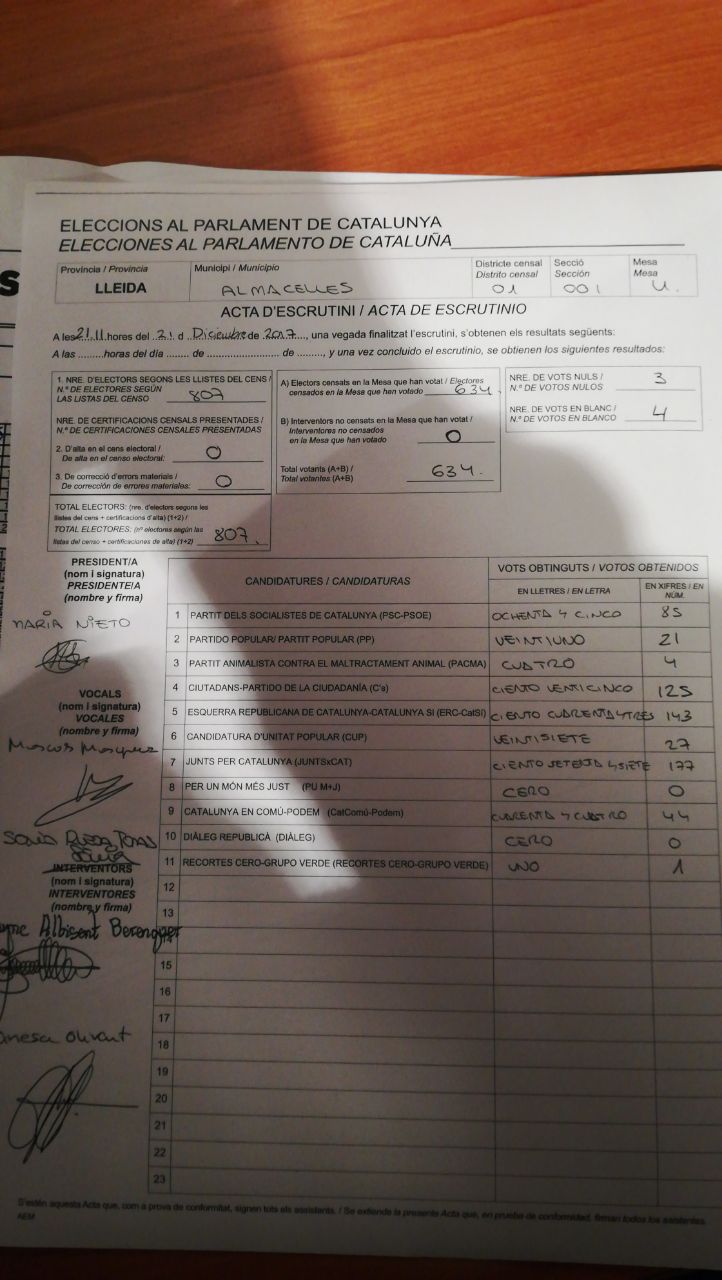 ELECCIONS AL PARLAMENT DE CATALUNYA
ELECCIONES AL PARLAMENTO DE CATALUÑA
Província / Provincia
LLEIDA
Municipi / Municipio
ALMACELLES
Districte censal
Distrito censal
01
Secció
Sección
001
Mesa
Mesa
U.
ACTA D'ESCRUTINI / ACTA DE ESCRUTINIO
A les 21.11 hores del 21 d Diciembre de 2017, una vegada finalitzat l'escrutini, s'obtenen els resultats següents:
A las ........horas del día ....... de ........................ de ......., y una vez concluido el escrutinio, se obtienen los siguientes resultados:
1. NRE. D'ELECTORS SEGONS LES LLISTES DEL CENS /
N.º DE ELECTORES SEGÚN
LAS LISTAS DEL CENSO 807
NRE. DE CERTIFICACIONS CENSALS PRESENTADES /
N.º DE CERTIFICACIONES CENSALES PRESENTADAS
2. D'alta en el cens electoral /
De alta en el censo electoral: 0
3. De correcció d'errors materials /
De corrección de errores materiales: 0
TOTAL ELECTORS: (nre. d'electors segons les
llistes del cens + certificacions d'alta) (1+2) /
TOTAL ELECTORES: (nº electores según las
listas del censo + certificaciones de alta) (1+2) 807.
A) Electors censats en la Mesa que han votat / Electores
censados en la Mesa que han votado 634.
B) Interventors no censats en la Mesa que han votat /
Interventores no censados
en la Mesa que han votado 0
Total votants (A+B) /
Total votantes (A+B) 634.
NRE. DE VOTS NULS /
N.º DE VOTOS NULOS 3
NRE. DE VOTS EN BLANC /
N.º DE VOTOS EN BLANCO 4
PRESIDENT/A
(nom i signatura)
PRESIDENTE/A
(nombre y firma)
MARIA NIETO
VOCALS
(nom i signatura)
VOCALES
(nombre y firma)
INTERVENTORS
(nom i signatura)
INTERVENTORES
(nombre y firma)
Albisent Berenguer
CANDIDATURES / CANDIDATURAS
VOTS OBTINGUTS / VOTOS OBTENIDOS
EN LLETRES / EN LETRA
EN XIFRES / EN
NÚM.
1 PARTIT DELS SOCIALISTES DE CATALUNYA (PSC-PSOE) OCHENTA Y CINCO 85
2 PARTIDO POPULAR/ PARTIT POPULAR (PP) VEINTIUNO 21
3 PARTIT ANIMALISTA CONTRA EL MALTRACTAMENT ANIMAL (PACMA) CUATRO 4
4 CIUTADANS-PARTIDO DE LA CIUDADANÍA (C's) CIENTO VENTICINCO 125
5 ESQUERRA REPUBLICANA DE CATALUNYA-CATALUNYA SÍ (ERC-CatSí) CIENTO CUARENTAYTRES 143
6 CANDIDATURA D'UNITAT POPULAR (CUP) VEINTISIETE 27
7 JUNTS PER CATALUNYA (JUNTSxCAT) CIENTO SETENTA YSIETE 177
8 PER UN MÓN MÉS JUST (PU M+J) CERO 0
9 CATALUNYA EN COMÚ-PODEM (CatComú-Podem) CUARENTA Y CUATRO 44
10 DIÀLEG REPUBLICÀ (DIÀLEG) CERO 0
11 RECORTES CERO-GRUPO VERDE (RECORTES CERO-GRUPO VERDE) UNO 1
12
13
14
15
16
17
18
19
20
21
22
23
S'estén aquesta Acta que, com a prova de conformitat, signen tots els assistents. / Se extiende la presente Acta que, en prueba de conformidad, firman todos los asistentes.
AEM